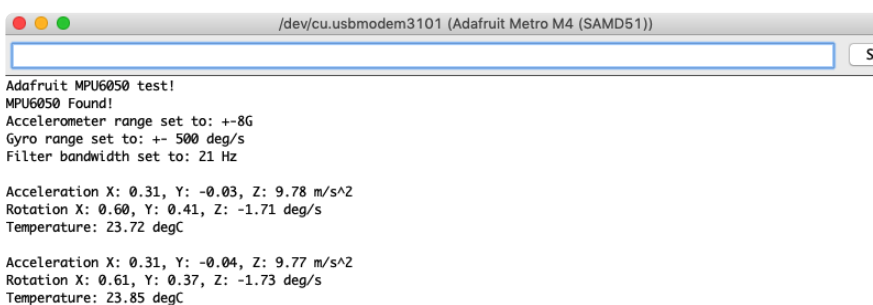 /dev/cu.usbmodem3101 (Adafruit Metro M4 (SAMD51))
S
Adafruit MPU6050 test!
MPU6050 Found!
Accelerometer range set to: +-8G
Gyro range set to: +- 500 deg/s
Filter bandwidth set to: 21 Hz
Acceleration X: 0.31, Y: -0.03, Z: 9.78 m/s^2
Rotation X: 0.60, Y: 0.41, Z: -1.71 deg/s
Temperature: 23.72 degC
Acceleration X: 0.31, Y: -0.04, Z: 9.77 m/s^2
Rotation X: 0.61, Y: 0.37, Z: -1.73 deg/s
Temperature: 23.85 degC